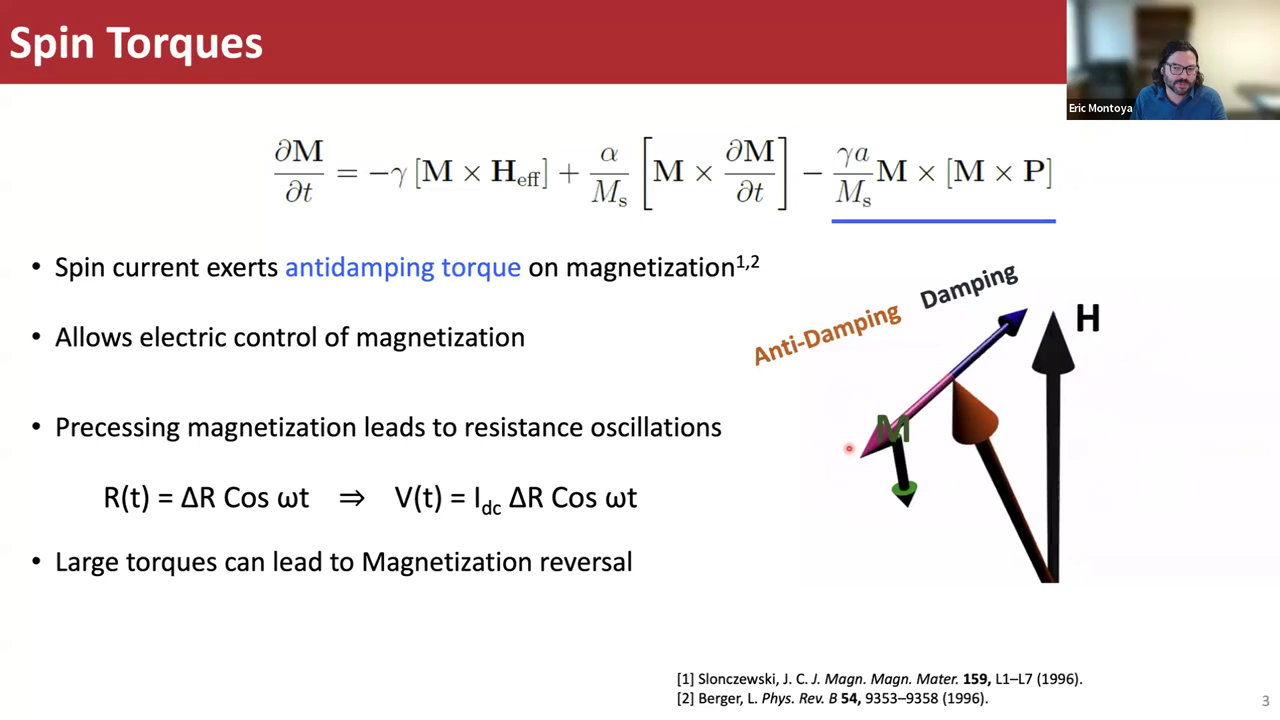 Spin Torques
Eric Montoya
∂M/∂t = −γ [M × H_eff] + α/M_s [M × ∂M/∂t] − γa/M_s M × [M × P]
• Spin current exerts antidamping torque on magnetization¹,²
• Allows electric control of magnetization
• Precessing magnetization leads to resistance oscillations
R(t) = ΔR Cos ωt ⇒ V(t) = I_dc ΔR Cos ωt
• Large torques can lead to Magnetization reversal
Anti-Damping
Damping
H
M
[1] Slonczewski, J. C. J. Magn. Magn. Mater. 159, L1–L7 (1996).
[2] Berger, L. Phys. Rev. B 54, 9353–9358 (1996).
3